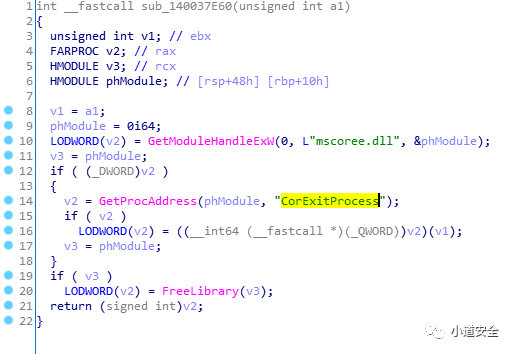 1 int __fastcall sub_140037E60(unsigned int a1)
2 {
3 unsigned int v1; // ebx
4 FARPROC v2; // rax
5 HMODULE v3; // rcx
6 HMODULE phModule; // [rsp+48h] [rbp+10h]
7
8 v1 = a1;
9 phModule = 0i64;
10 LODWORD(v2) = GetModuleHandleExW(0, L"mscoree.dll", &phModule);
11 v3 = phModule;
12 if ( (_DWORD)v2 )
13 {
14 v2 = GetProcAddress(phModule, "CorExitProcess");
15 if ( v2 )
16 LODWORD(v2) = ((__int64 (__fastcall *)(_QWORD))v2)(v1);
17 v3 = phModule;
18 }
19 if ( v3 )
20 LODWORD(v2) = FreeLibrary(v3);
21 return (signed int)v2;
22 }
小道安全